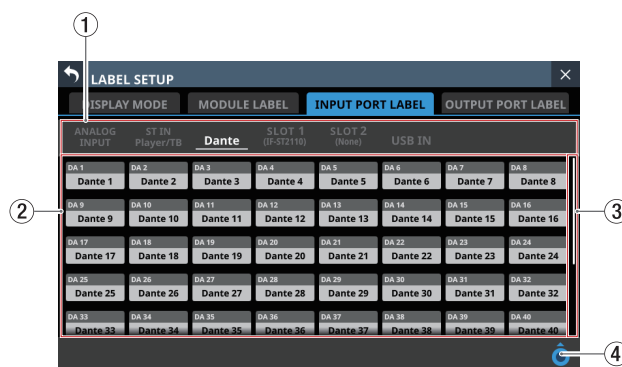 1
LABEL SETUP
DISPLAY MODE MODULE LABEL INPUT PORT LABEL OUTPUT PORT LABEL
ANALOG INPUT ST IN Player/TB Dante SLOT 1 (IF-ST2110) SLOT 2 (None) USB IN
DA 1 DA 2 DA 3 DA 4 DA 5 DA 6 DA 7 DA 8
Dante 1 Dante 2 Dante 3 Dante 4 Dante 5 Dante 6 Dante 7 Dante 8
2
3
DA 9 DA 10 DA 11 DA 12 DA 13 DA 14 DA 15 DA 16
Dante 9 Dante 10 Dante 11 Dante 12 Dante 13 Dante 14 Dante 15 Dante 16
DA 17 DA 18 DA 19 DA 20 DA 21 DA 22 DA 23 DA 24
Dante 17 Dante 18 Dante 19 Dante 20 Dante 21 Dante 22 Dante 23 Dante 24
DA 25 DA 26 DA 27 DA 28 DA 29 DA 30 DA 31 DA 32
Dante 25 Dante 26 Dante 27 Dante 28 Dante 29 Dante 30 Dante 31 Dante 32
DA 33 DA 34 DA 35 DA 36 DA 37 DA 38 DA 39 DA 40
Dante 33 Dante 34 Dante 35 Dante 36 Dante 37 Dante 38 Dante 39 Dante 40
4